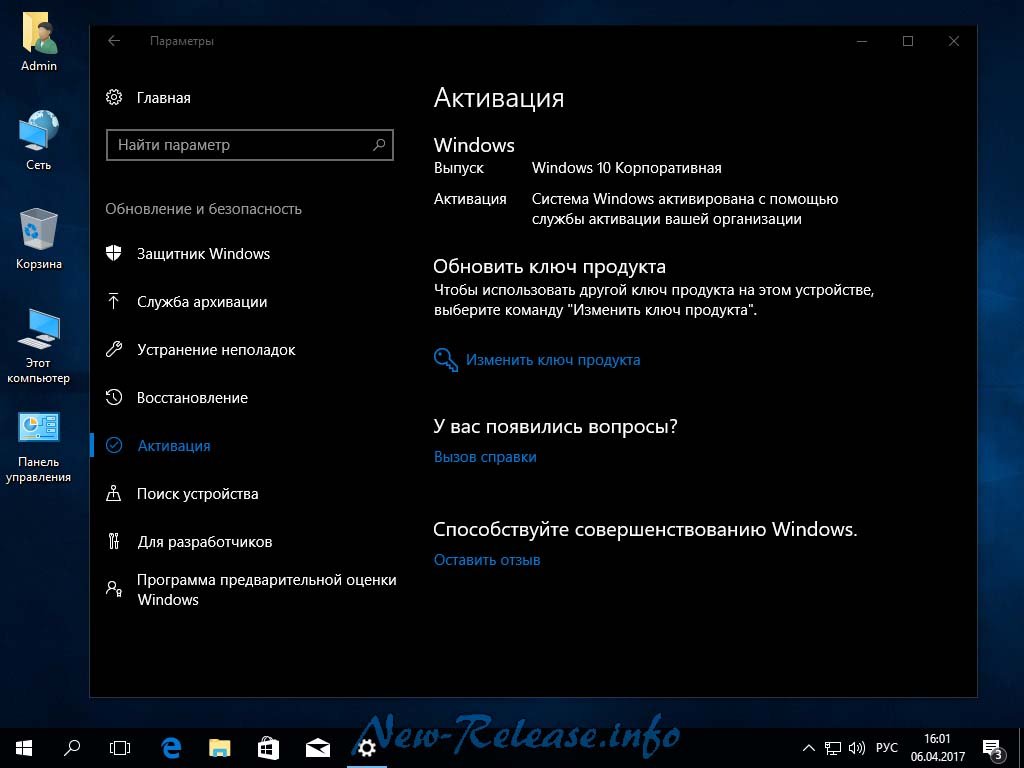 Admin
Сеть
Корзина
Этот
компьютер
Панель
управления
Параметры
Главная
Найти параметр
Обновление и безопасность
Защитник Windows
Служба архивации
Устранение неполадок
Восстановление
Активация
Поиск устройства
Для разработчиков
Программа предварительной оценки
Windows
Активация
Windows
Выпуск Windows 10 Корпоративная
Активация Система Windows активирована с помощью
службы активации вашей организации
Обновить ключ продукта
Чтобы использовать другой ключ продукта на этом устройстве,
выберите команду "Изменить ключ продукта".
Изменить ключ продукта
У вас появились вопросы?
Вызов справки
Способствуйте совершенствованию Windows.
Оставить отзыв
New-Release.info
РУС
16:01
06.04.2017
3